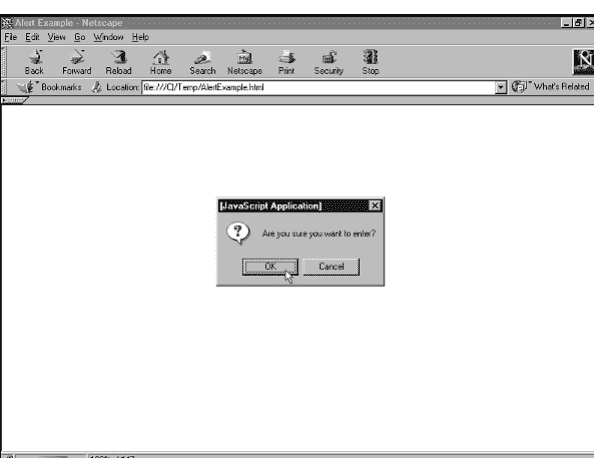 Alert Example - Netscape
File Edit View Go Window Help
Back Forward Reload Home Search Netscape Print Security Stop
Bookmarks Location: file:///C|/Temp/AlertExample.html What's Related
[JavaScript Application]
Are you sure you want to enter?
OK Cancel